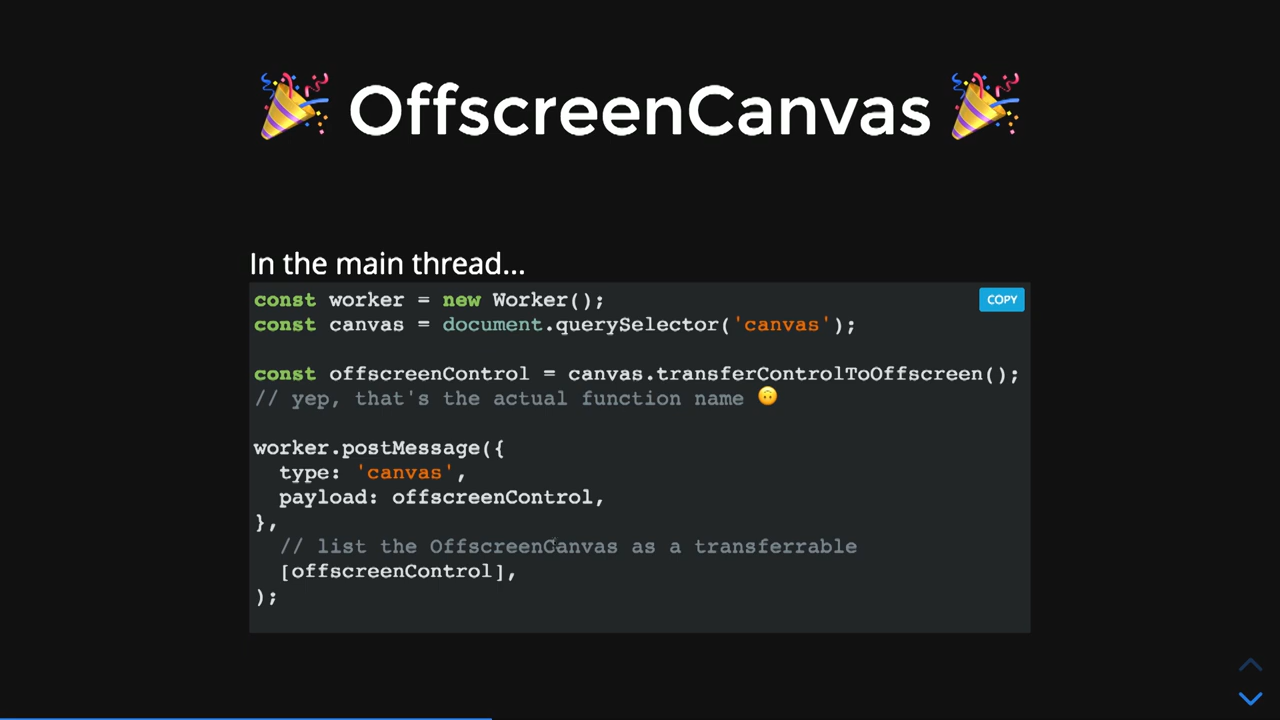 🎉 OffscreenCanvas 🎉
In the main thread...
COPY
const worker = new Worker();
const canvas = document.querySelector('canvas');
const offscreenControl = canvas.transferControlToOffscreen();
// yep, that's the actual function name 🙃
worker.postMessage({
  type: 'canvas',
  payload: offscreenControl,
},
  // list the OffscreenCanvas as a transferrable
  [offscreenControl],
);